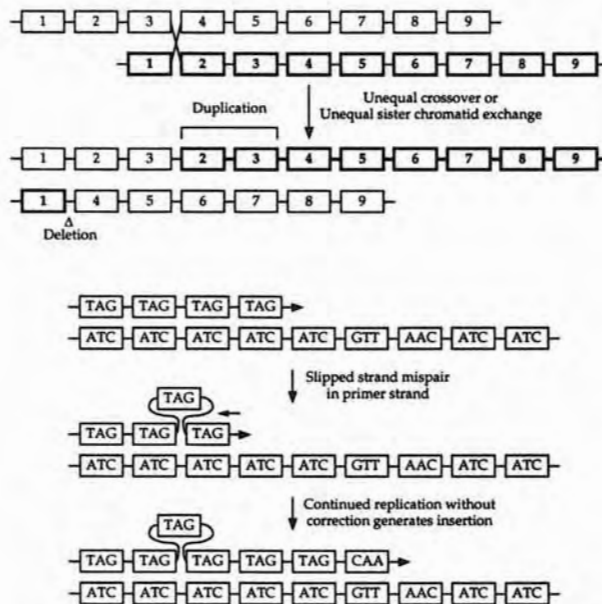 1 2 3 4 5 6 7 8 9
1 2 3 4 5 6 7 8 9
Duplication
Unequal crossover or
Unequal sister chromatid exchange
1 2 3 2 3 4 5 6 7 8 9
1 4 5 6 7 8 9
Δ
Deletion
TAG TAG TAG TAG
ATC ATC ATC ATC ATC GTT AAC ATC ATC
Slipped strand mispair
in primer strand
TAG
TAG TAG TAG
ATC ATC ATC ATC ATC GTT AAC ATC ATC
Continued replication without
correction generates insertion
TAG
TAG TAG TAG TAG TAG CAA
ATC ATC ATC ATC ATC GTT AAC ATC ATC